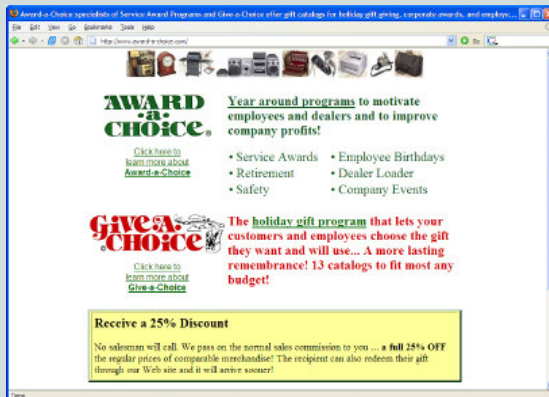 Award-a-Choice specialists of Service Award Programs and Give-a-Choice offer gift catalogs for holiday gift giving, corporate awards, and employe...
File Edit View Go Bookmarks Tools Help
http://www.award-a-choice.com/
Go
AWARD
·a·
CHOICE®
Click here to
learn more about
Award-a-Choice
Year around programs to motivate
employees and dealers and to improve
company profits!
• Service Awards • Employee Birthdays
• Retirement • Dealer Loader
• Safety • Company Events
GIVE·A·
©CHOICE
Click here to
learn more about
Give-a-Choice
The holiday gift program that lets your
customers and employees choose the gift
they want and will use... A more lasting
remembrance! 13 catalogs to fit most any
budget!
Receive a 25% Discount
No salesman will call. We pass on the normal sales commission to you ... a full 25% OFF
the regular prices of comparable merchandise! The recipient can also redeem their gift
through our Web site and it will arrive sooner!
Done